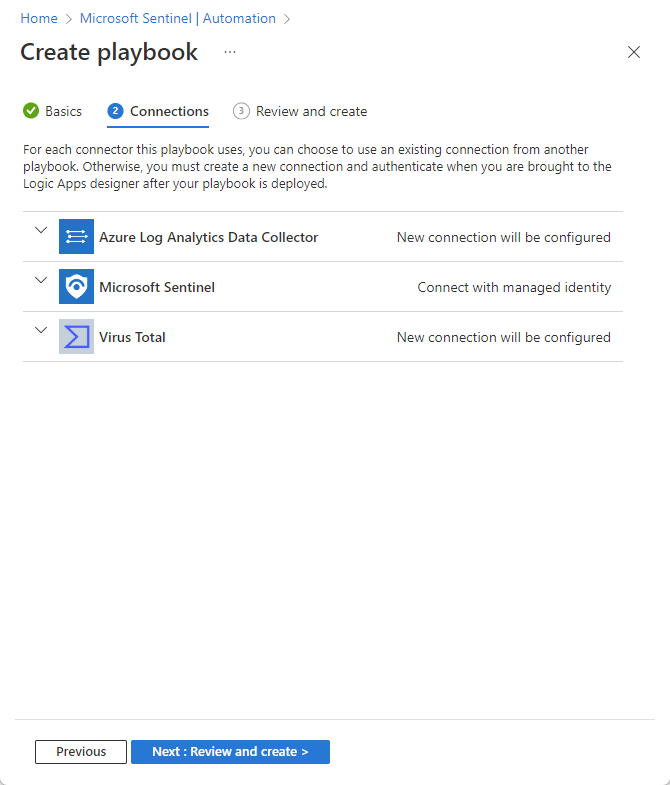 Home > Microsoft Sentinel | Automation >
Create playbook ...
Basics 2 Connections 3 Review and create
For each connector this playbook uses, you can choose to use an existing connection from another
playbook. Otherwise, you must create a new connection and authenticate when you are brought to the
Logic Apps designer after your playbook is deployed.
Azure Log Analytics Data Collector New connection will be configured
Microsoft Sentinel Connect with managed identity
Virus Total New connection will be configured
Previous Next : Review and create >